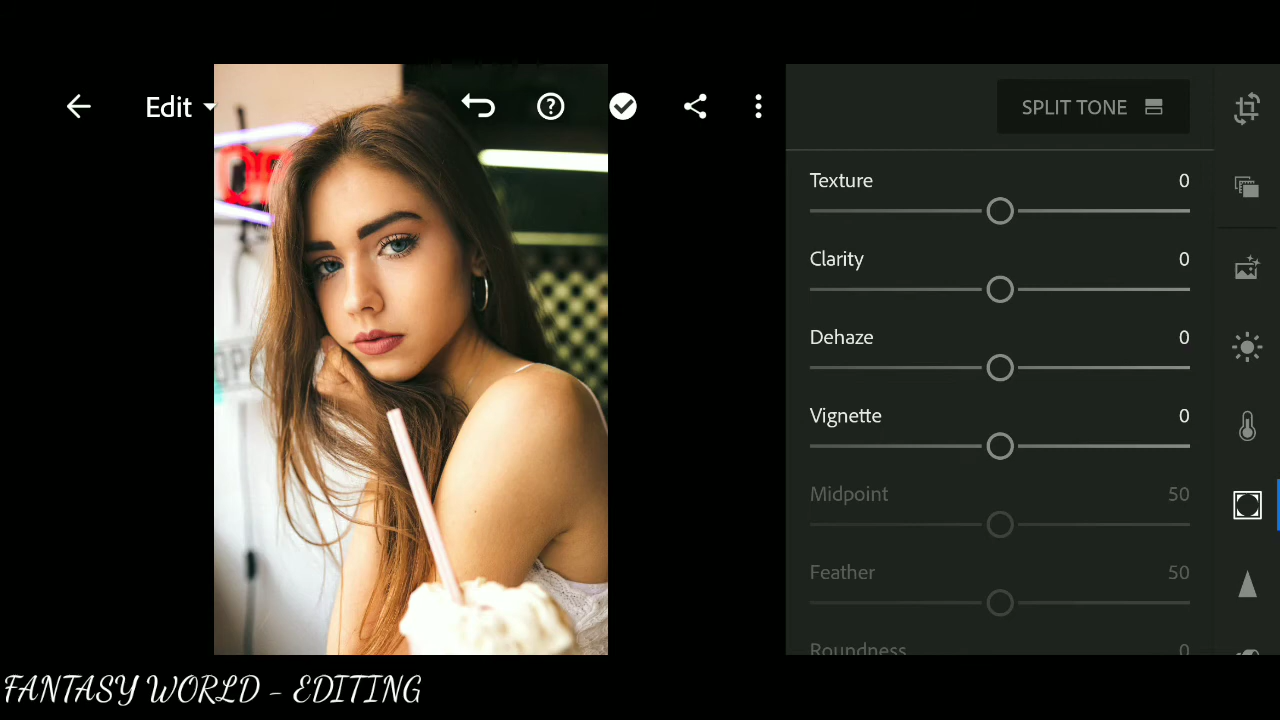 Edit
SPLIT TONE
Texture 0
Clarity 0
Dehaze 0
Vignette 0
Midpoint 50
Feather 50
Roundness 0
FANTASY WORLD - EDITING